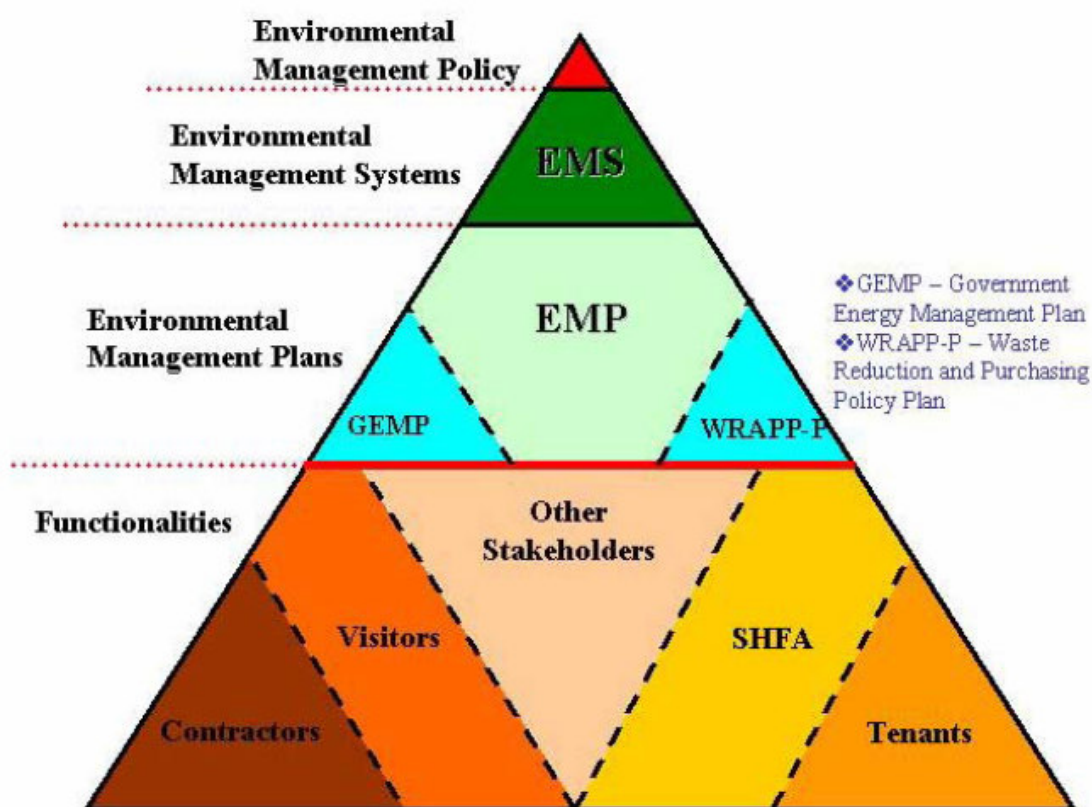 Environmental
Management Policy
Environmental
Management Systems
EMS
Environmental
Management Plans
EMP
GEMP
WRAPP-P
❖GEMP – Government
Energy Management Plan
❖WRAPP-P – Waste
Reduction and Purchasing
Policy Plan
Functionalities
Other
Stakeholders
Visitors
SHFA
Contractors
Tenants